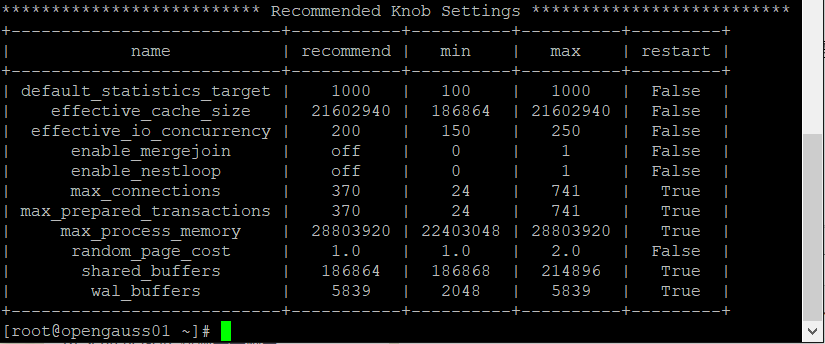 ************************* Recommended Knob Settings *************************
+---------------------------+-----------+----------+----------+---------+
|            name           | recommend |   min    |   max    | restart |
+---------------------------+-----------+----------+----------+---------+
| default_statistics_target |    1000   |   100    |   1000   |  False  |
|    effective_cache_size   |  21602940 |  186864  | 21602940 |  False  |
|  effective_io_concurrency |    200    |   150    |   250    |  False  |
|      enable_mergejoin     |    off    |    0     |    1     |  False  |
|      enable_nestloop      |    off    |    0     |    1     |  False  |
|      max_connections      |    370    |    24    |   741    |   True  |
| max_prepared_transactions |    370    |    24    |   741    |   True  |
|     max_process_memory    |  28803920 | 22403048 | 28803920 |   True  |
|      random_page_cost     |    1.0    |   1.0    |   2.0    |  False  |
|       shared_buffers      |   186864  |  186868  |  214896  |   True  |
|        wal_buffers        |    5839   |   2048   |   5839   |   True  |
+---------------------------+-----------+----------+----------+---------+
[root@opengauss01 ~]#